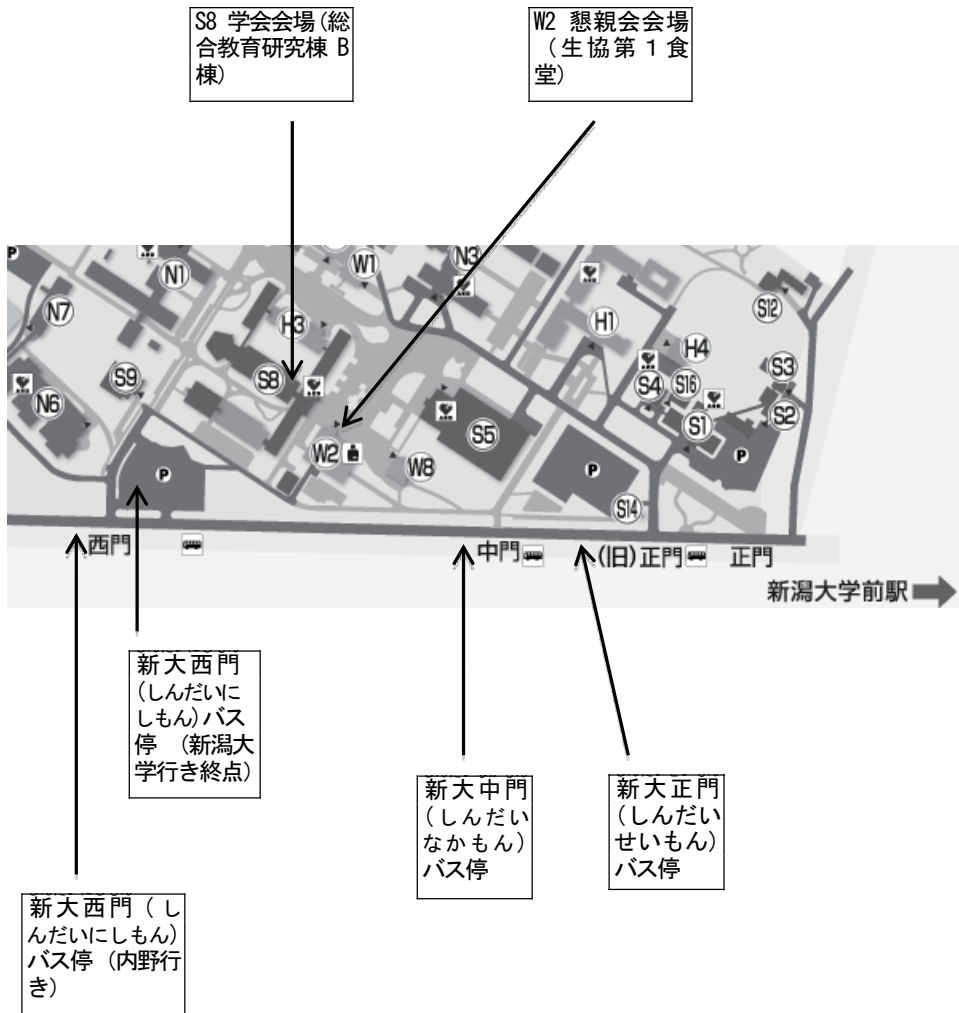 S8 学会会場(総
合教育研究棟 B
棟)
W2 懇親会会場
(生協第1食
堂)
P
N1
W1
N3
N7
H3
H1
S12
H4
S3
S9
S8
S4
S16
N6
S2
S1
S5
W2
W8
P
P
P
S14
西門
中門
(旧)正門
正門
新潟大学前駅
新大西門
(しんだいに
しもん)バス
停 (新潟大
学行き終点)
新大中門
(しんだい
なかもん)
バス停
新大正門
(しんだい
せいもん)
バス停
新大西門(し
んだいにしもん)
バス停(内野行
き)